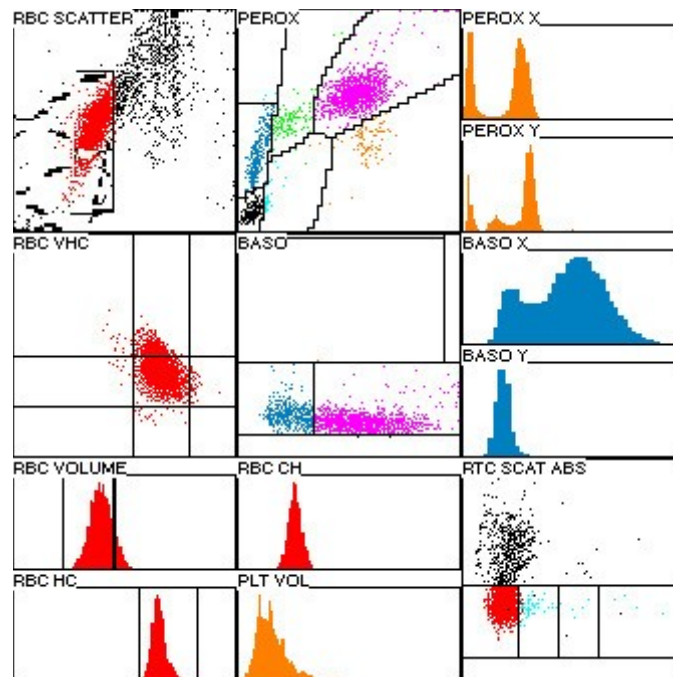 RBC SCATTER
PEROX
PEROX X
PEROX Y
RBC VHC
BASO
BASO X
BASO Y
RBC VOLUME
RBC CH
RTC SCAT ABS
RBC HC
PLT VOL